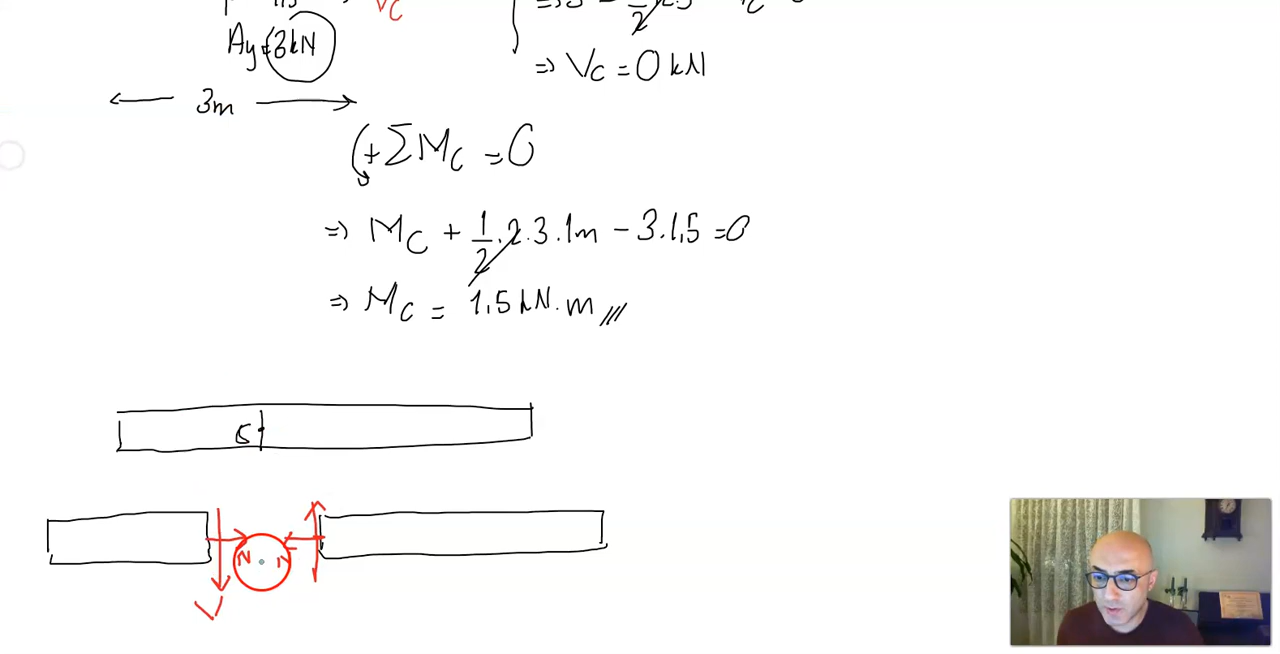 Ay=3kN
=> Vc = 0 kN
3m
(+ΣMc = 0
=> Mc + 1/2 . 2 . 3 . 1m - 3 . 1,5 = 0
=> Mc = 1.5 kN.m
c
N N
V